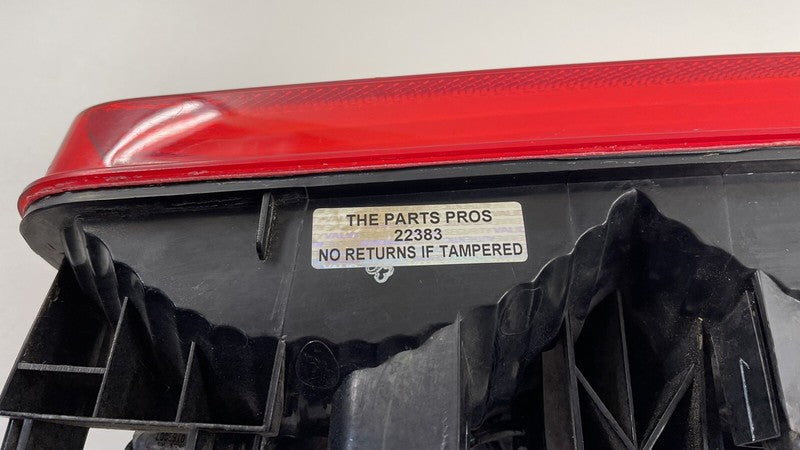 THE PARTS PROS
22383
NO RETURNS IF TAMPERED